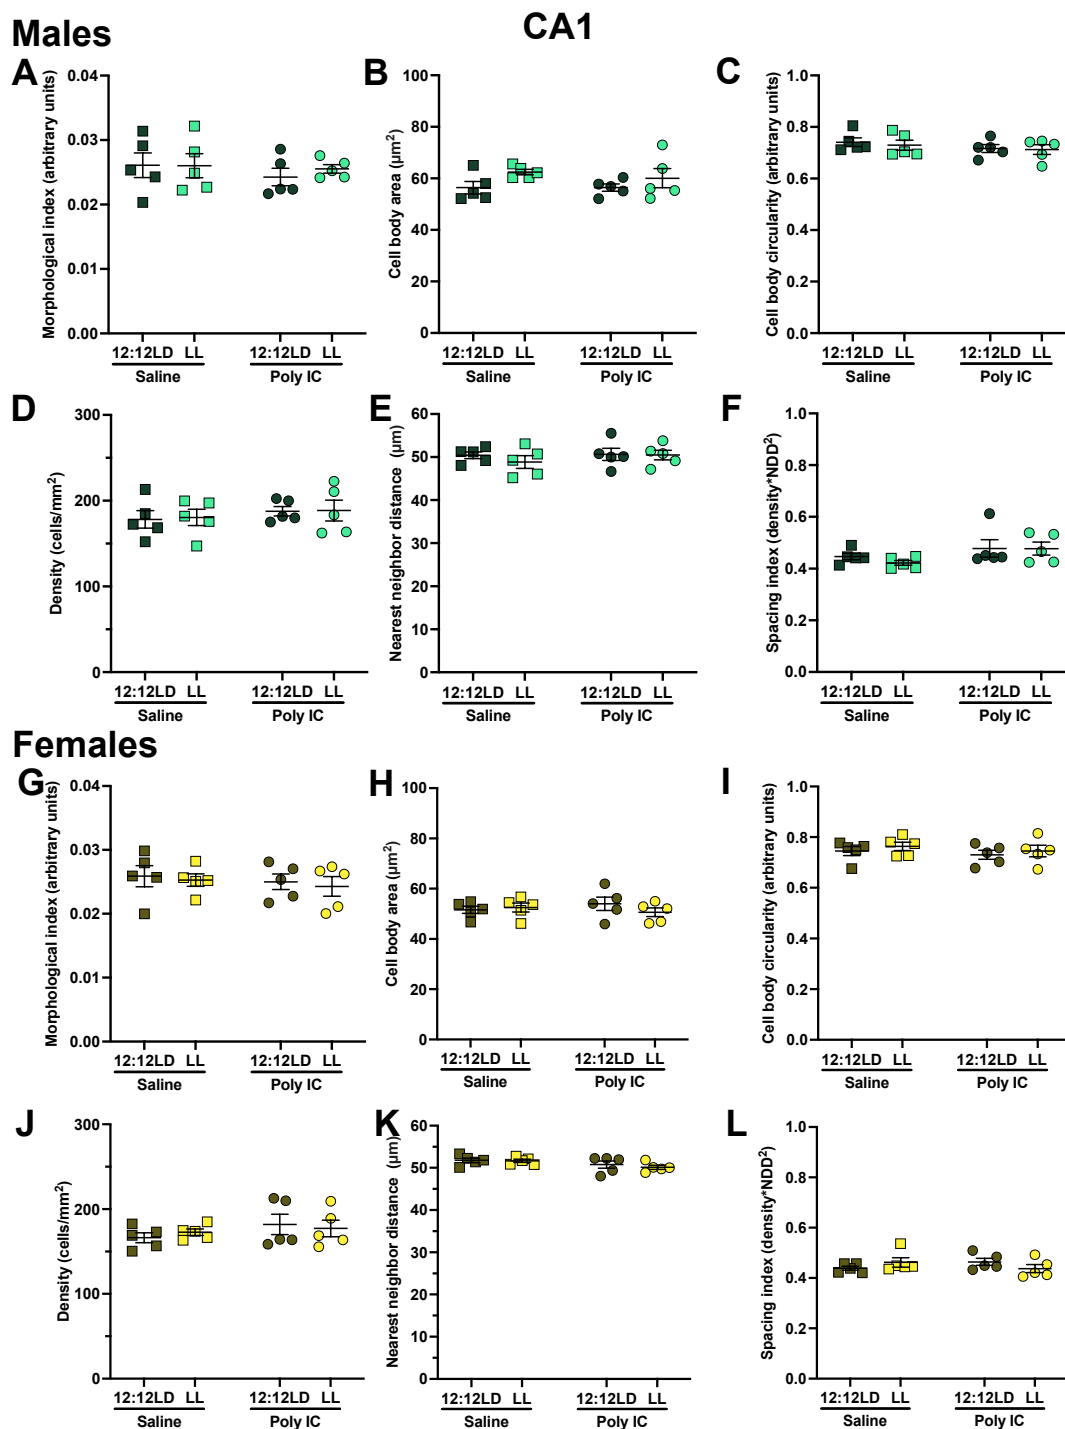 Males
CA1
A
Morphological index (arbitrary units)
0.04
0.03
0.02
0.01
0.00
12:12LD LL 12:12LD LL
Saline Poly IC
B
Cell body area (µm²)
100
80
60
40
20
0
12:12LD LL 12:12LD LL
Saline Poly IC
C
Cell body circularity (arbitrary units)
1.0
0.8
0.6
0.4
0.2
0.0
12:12LD LL 12:12LD LL
Saline Poly IC
D
Density (cells/mm²)
300
200
100
0
12:12LD LL 12:12LD LL
Saline Poly IC
E
Nearest neighbor distance (µm)
60
50
40
30
20
10
0
12:12LD LL 12:12LD LL
Saline Poly IC
F
Spacing index (density*NDD²)
1.0
0.8
0.6
0.4
0.2
0.0
12:12LD LL 12:12LD LL
Saline Poly IC
Females
G
Morphological index (arbitrary units)
0.04
0.03
0.02
0.01
0.00
12:12LD LL 12:12LD LL
Saline Poly IC
H
Cell body area (µm²)
100
80
60
40
20
0
12:12LD LL 12:12LD LL
Saline Poly IC
I
Cell body circularity (arbitrary units)
1.0
0.8
0.6
0.4
0.2
0.0
12:12LD LL 12:12LD LL
Saline Poly IC
J
Density (cells/mm²)
300
200
100
0
12:12LD LL 12:12LD LL
Saline Poly IC
K
Nearest neighbor distance (µm)
60
50
40
30
20
10
0
12:12LD LL 12:12LD LL
Saline Poly IC
L
Spacing index (density*NDD²)
1.0
0.8
0.6
0.4
0.2
0.0
12:12LD LL 12:12LD LL
Saline Poly IC